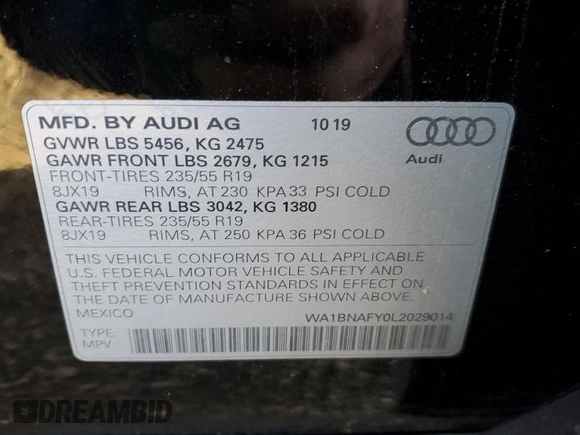 MFD. BY AUDI AG 10 19
GVWR LBS 5456, KG 2475
GAWR FRONT LBS 2679, KG 1215
FRONT-TIRES 235/55 R19
8JX19 RIMS, AT 230 KPA 33 PSI COLD
GAWR REAR LBS 3042, KG 1380
REAR-TIRES 235/55 R19
8JX19 RIMS, AT 250 KPA 36 PSI COLD
Audi
THIS VEHICLE CONFORMS TO ALL APPLICABLE
U.S. FEDERAL MOTOR VEHICLE SAFETY AND
THEFT PREVENTION STANDARDS IN EFFECT ON
THE DATE OF MANUFACTURE SHOWN ABOVE.
MEXICO WA1BNAFY0L2029014
TYPE:
MPV
DREAMBID